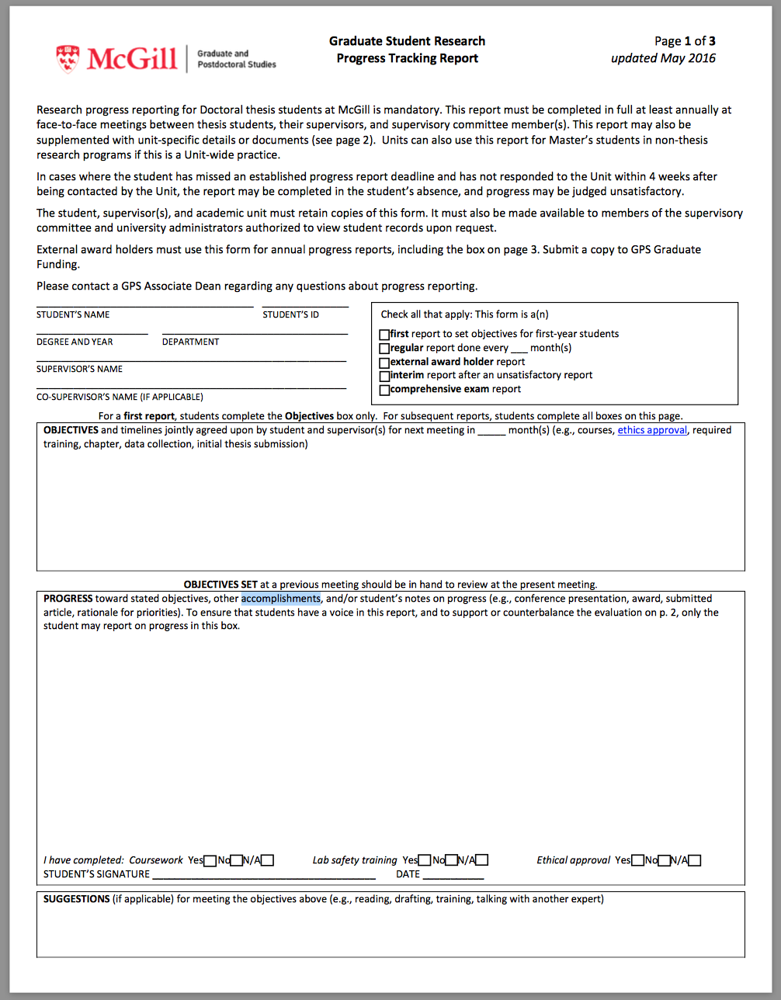 McGill
Graduate and
Postdoctoral Studies
Graduate Student Research
Progress Tracking Report
Page 1 of 3
updated May 2016
Research progress reporting for Doctoral thesis students at McGill is mandatory. This report must be completed in full at least annually at
face-to-face meetings between thesis students, their supervisors, and supervisory committee member(s). This report may also be
supplemented with unit-specific details or documents (see page 2). Units can also use this report for Master's students in non-thesis
research programs if this is a Unit-wide practice.
In cases where the student has missed an established progress report deadline and has not responded to the Unit within 4 weeks after
being contacted by the Unit, the report may be completed in the student's absence, and progress may be judged unsatisfactory.
The student, supervisor(s), and academic unit must retain copies of this form. It must also be made available to members of the supervisory
committee and university administrators authorized to view student records upon request.
External award holders must use this form for annual progress reports, including the box on page 3. Submit a copy to GPS Graduate
Funding.
Please contact a GPS Associate Dean regarding any questions about progress reporting.
STUDENT'S NAME STUDENT'S ID
DEGREE AND YEAR DEPARTMENT
SUPERVISOR'S NAME
CO-SUPERVISOR'S NAME (IF APPLICABLE)
Check all that apply: This form is a(n)
first report to set objectives for first-year students
regular report done every ___ month(s)
external award holder report
interim report after an unsatisfactory report
comprehensive exam report
For a first report, students complete the Objectives box only. For subsequent reports, students complete all boxes on this page.
OBJECTIVES and timelines jointly agreed upon by student and supervisor(s) for next meeting in _____ month(s) (e.g., courses, ethics approval, required
training, chapter, data collection, initial thesis submission)
OBJECTIVES SET at a previous meeting should be in hand to review at the present meeting.
PROGRESS toward stated objectives, other accomplishments, and/or student's notes on progress (e.g., conference presentation, award, submitted
article, rationale for priorities). To ensure that students have a voice in this report, and to support or counterbalance the evaluation on p. 2, only the
student may report on progress in this box.
I have completed: Coursework Yes No N/A Lab safety training Yes No N/A Ethical approval Yes No N/A
STUDENT'S SIGNATURE ________________________________________ DATE ___________
SUGGESTIONS (if applicable) for meeting the objectives above (e.g., reading, drafting, training, talking with another expert)